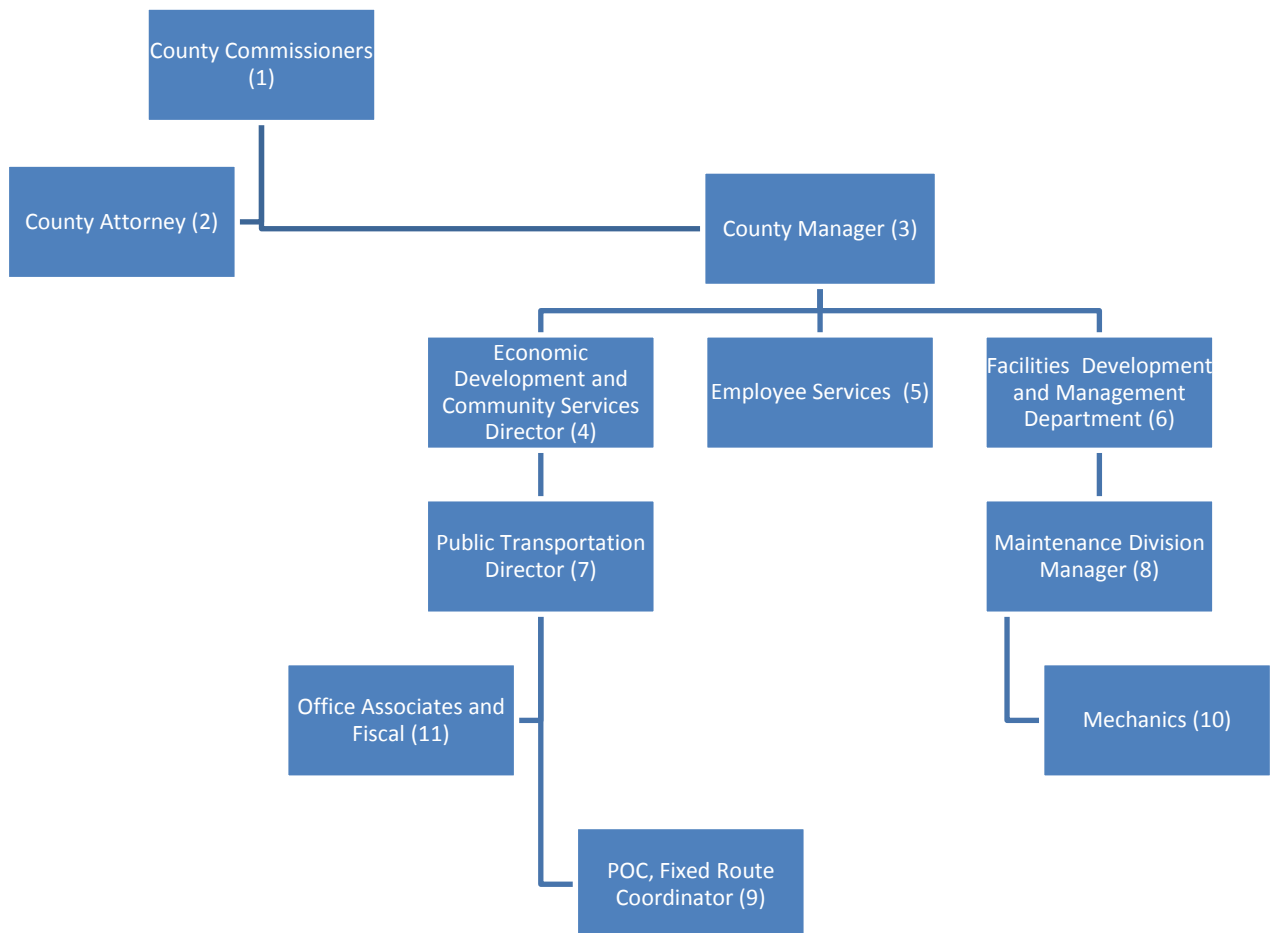 County Commissioners
(1)
County Attorney (2)
County Manager (3)
Economic
Development and
Community Services
Director (4)
Employee Services  (5)
Facilities  Development
and Management
Department (6)
Public Transportation
Director (7)
Maintenance Division
Manager (8)
Office Associates and
Fiscal (11)
Mechanics (10)
POC, Fixed Route
Coordinator (9)